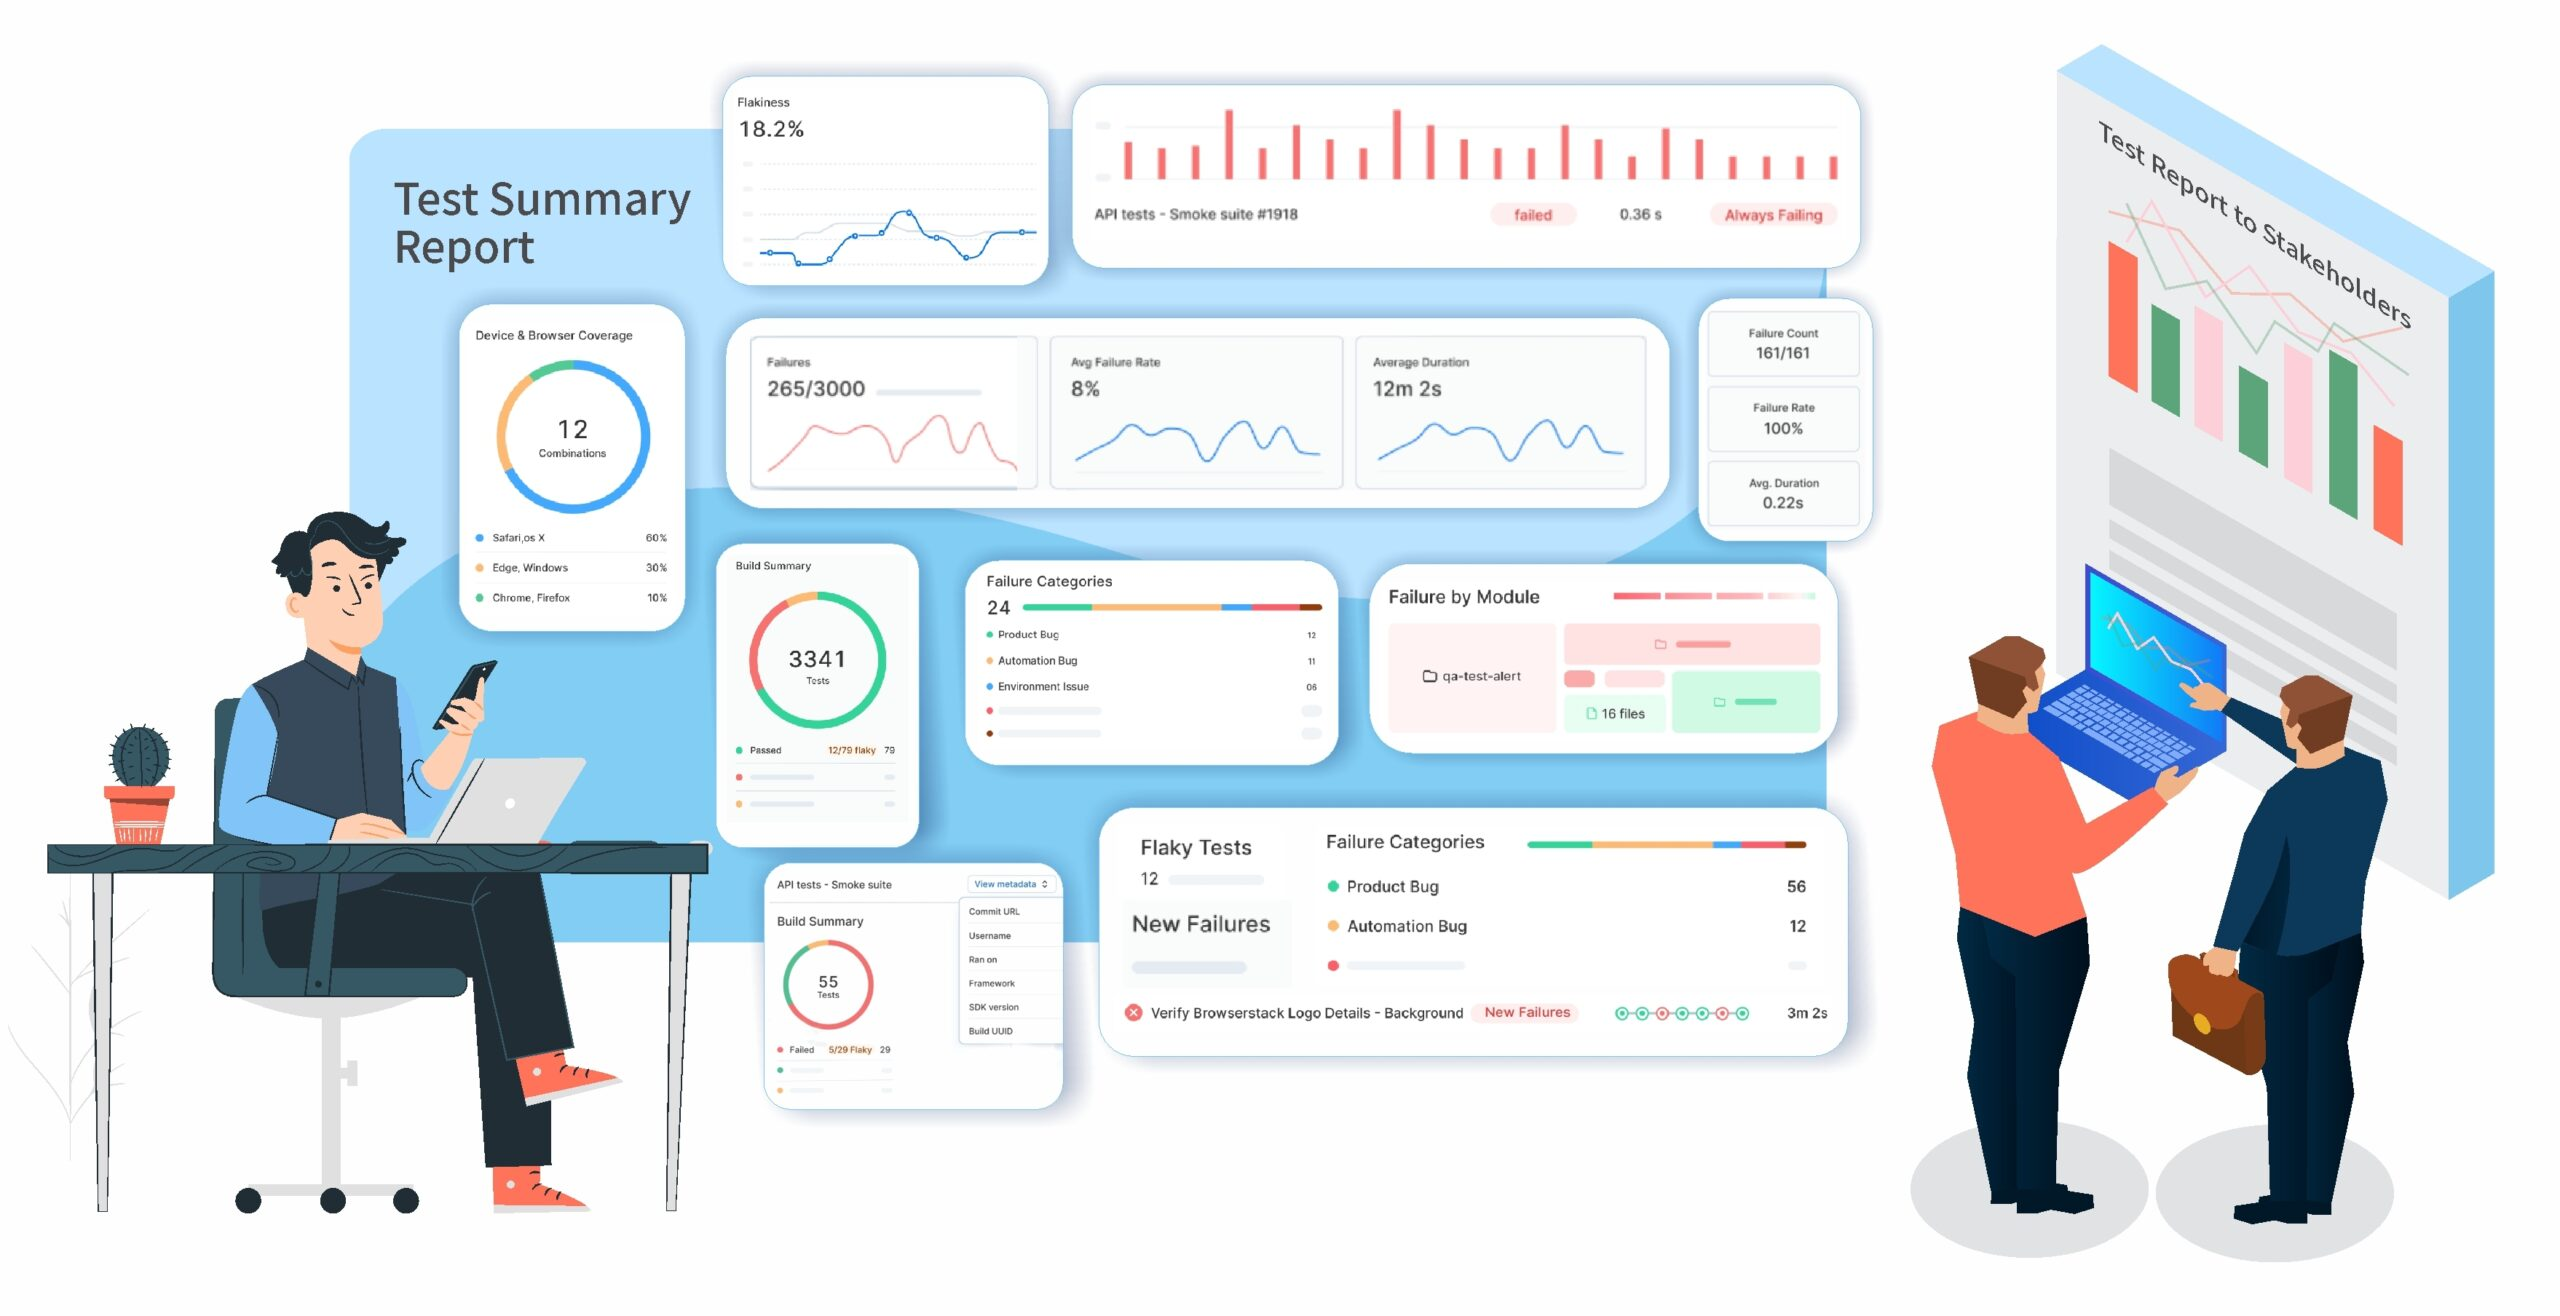 Test Summary
Report
Flakiness
18.2%
API tests - Smoke suite #1918 failed 0.36 s Always Failing
Device & Browser Coverage
12
Combinations
Safari,os X 60%
Edge, Windows 30%
Chrome, Firefox 10%
Failures
265/3000
Avg Failure Rate
8%
Average Duration
12m 2s
Failure Count
161/161
Failure Rate
100%
Avg. Duration
0.22s
Build Summary
3341
Tests
Passed 12/79 flaky 79
Failure Categories
24
Product Bug 12
Automation Bug 11
Environment Issue 06
Failure by Module
qa-test-alert
16 files
API tests - Smoke suite View metadata
Build Summary
55
Tests
Failed 5/29 Flaky 29
Commit URL
Username
Ran on
Framework
SDK version
Build UUID
Flaky Tests
12
New Failures
Failure Categories
Product Bug 56
Automation Bug 12
Verify Browserstack Logo Details - Background New Failures 3m 2s
Test Report to Stakeholders